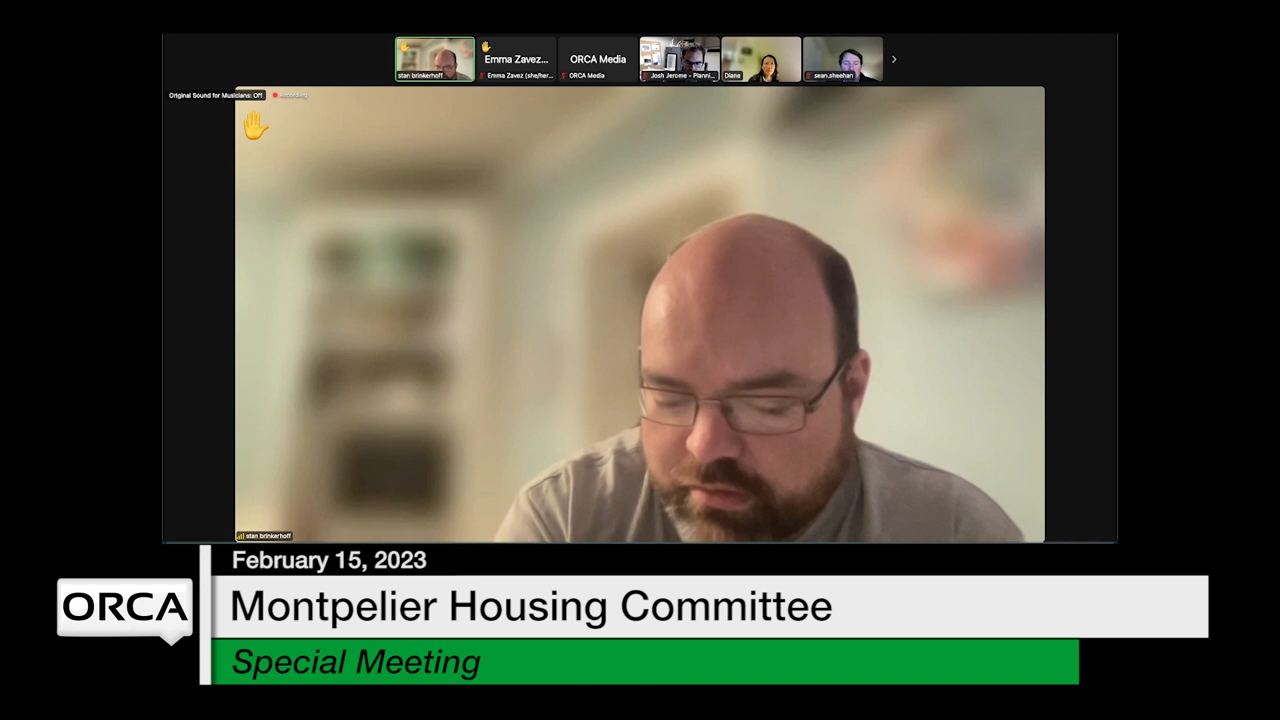 Emma Zavez...
ORCA Media
stan brinkerhoff
Emma Zavez (she/her...
ORCA Media
Josh Jerome - Planni...
Diane
sean.sheehan
Original Sound for Musicians: Off
Recording
stan brinkerhoff
February 15, 2023
ORCA
Montpelier Housing Committee
Special Meeting